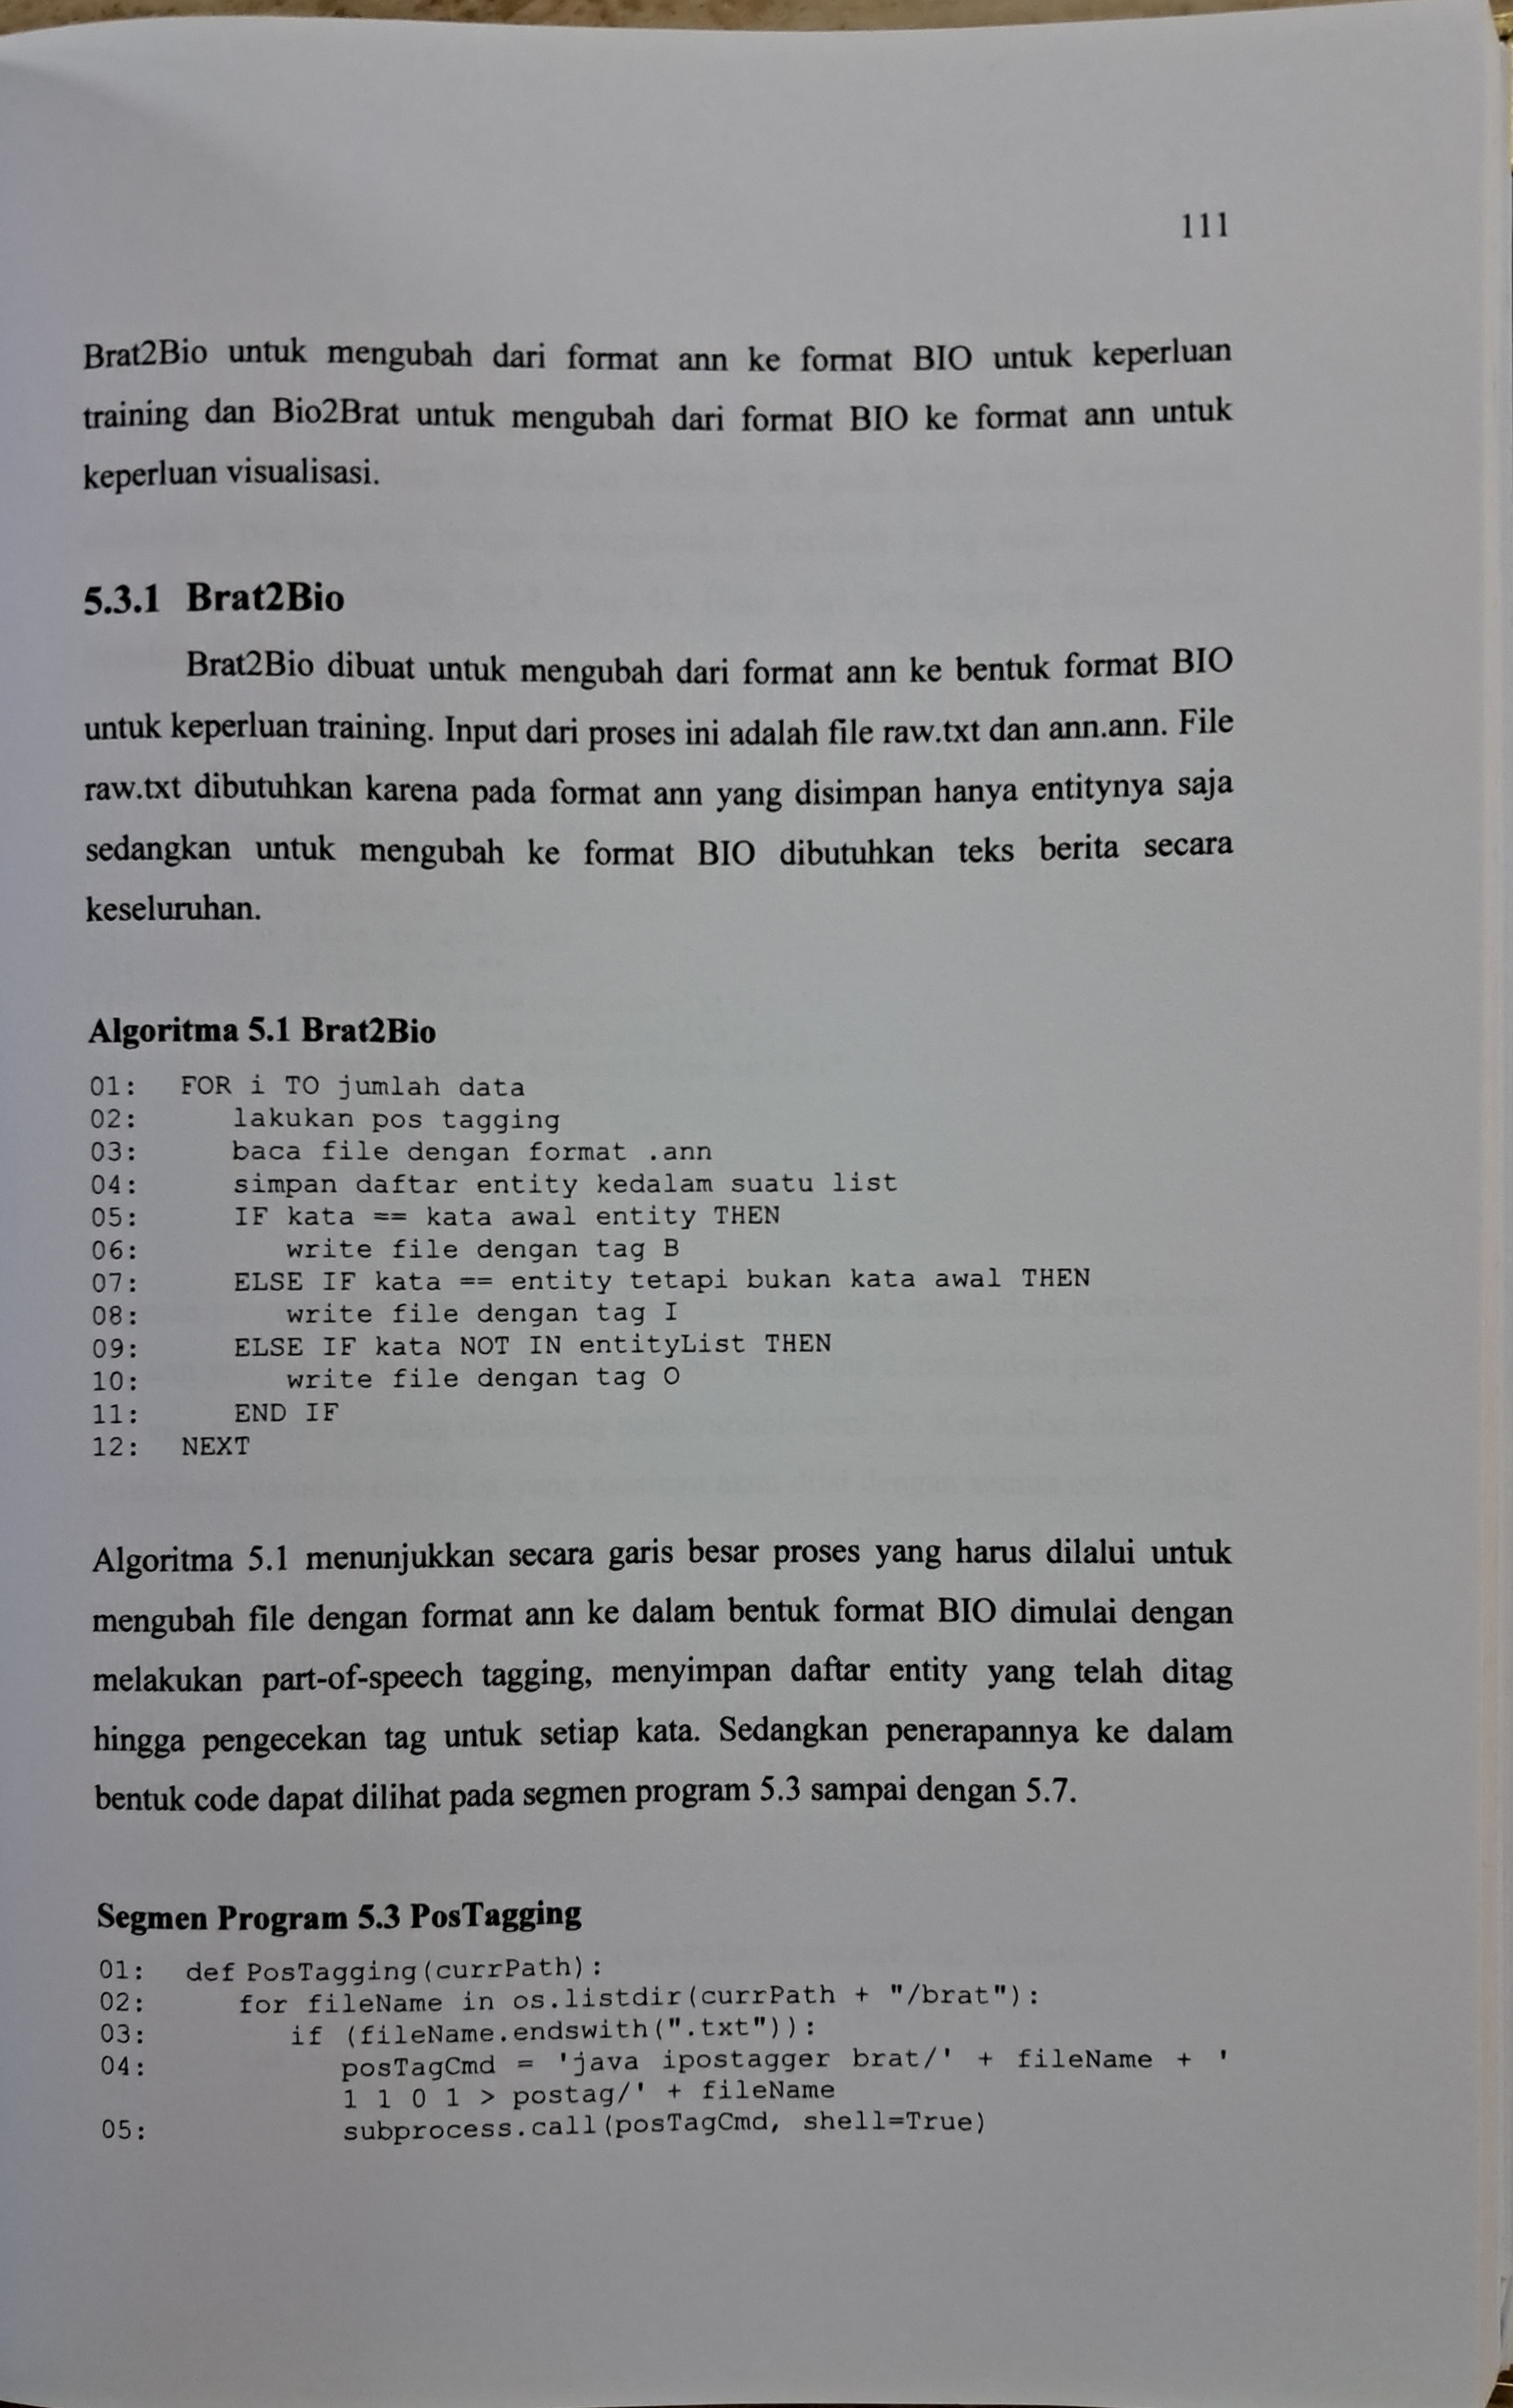 111
Brat2Bio untuk mengubah dari format ann ke format BIO untuk keperluan
training dan Bio2Brat untuk mengubah dari format BIO ke format ann untuk
keperluan visualisasi.
5.3.1 Brat2Bio
Brat2Bio dibuat untuk mengubah dari format ann ke bentuk format BIO
untuk keperluan training. Input dari proses ini adalah file raw.txt dan ann.ann. File
raw.txt dibutuhkan karena pada format ann yang disimpan hanya entitynya saja
sedangkan untuk mengubah ke format BIO dibutuhkan teks berita secara
keseluruhan.
Algoritma 5.1 Brat2Bio
01: FOR i TO jumlah data
02: lakukan pos tagging
03: baca file dengan format .ann
04: simpan daftar entity kedalam suatu list
05: IF kata == kata awal entity THEN
06: write file dengan tag B
07: ELSE IF kata == entity tetapi bukan kata awal THEN
08: write file dengan tag I
09: ELSE IF kata NOT IN entityList THEN
10: write file dengan tag O
11: END IF
12: NEXT
Algoritma 5.1 menunjukkan secara garis besar proses yang harus dilalui untuk
mengubah file dengan format ann ke dalam bentuk format BIO dimulai dengan
melakukan part-of-speech tagging, menyimpan daftar entity yang telah ditag
hingga pengecekan tag untuk setiap kata. Sedangkan penerapannya ke dalam
bentuk code dapat dilihat pada segmen program 5.3 sampai dengan 5.7.
Segmen Program 5.3 PosTagging
01: def PosTagging(currPath):
02: for fileName in os.listdir(currPath + "/brat"):
03: if (fileName.endswith(".txt")):
04: posTagCmd = 'java ipostagger brat/' + fileName + '
1 1 0 1 > postag/' + fileName
05: subprocess.call(posTagCmd, shell=True)